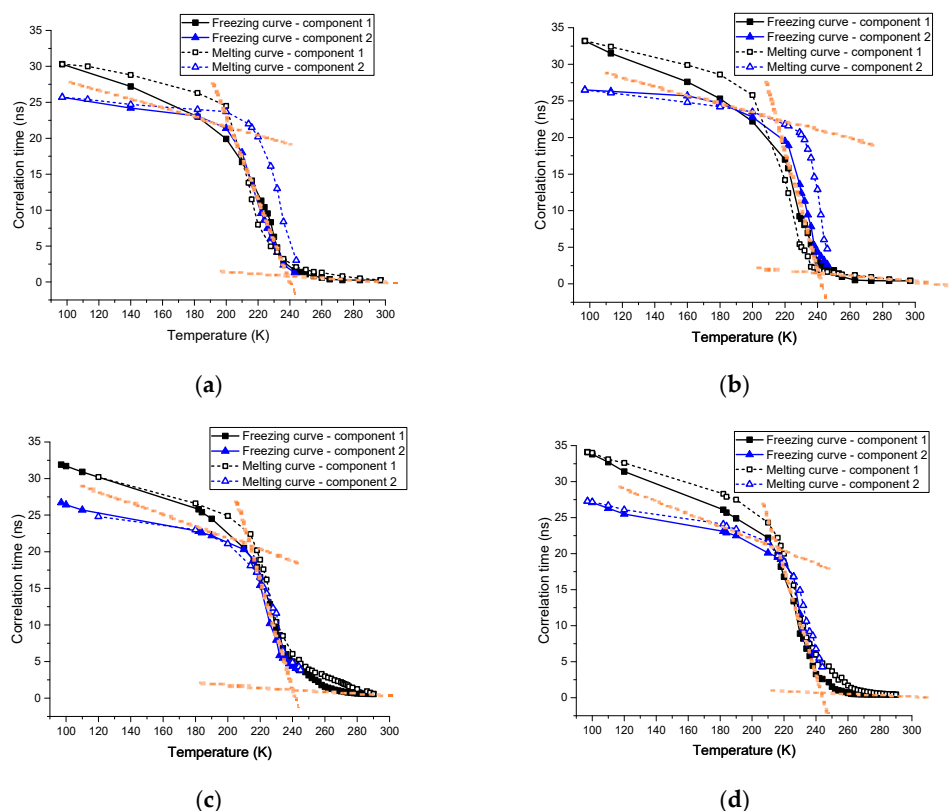 Freezing curve - component 1
Freezing curve - component 2
Melting curve - component 1
Melting curve - component 2
35
30
25
20
15
10
5
0
Correlation time (ns)
100 120 140 160 180 200 220 240 260 280 300
Temperature (K)
(a)
Freezing curve - component 1
Freezing curve - component 2
Melting curve - component 1
Melting curve - component 2
35
30
25
20
15
10
5
0
Correlation time (ns)
100 120 140 160 180 200 220 240 260 280 300
Temperature (K)
(b)
Freezing curve - component 1
Freezing curve - component 2
Melting curve - component 1
Melting curve - component 2
35
30
25
20
15
10
5
0
Correlation time (ns)
100 120 140 160 180 200 220 240 260 280 300
Temperature (K)
(c)
Freezing curve - component 1
Freezing curve - component 2
Melting curve - component 1
Melting curve - component 2
35
30
25
20
15
10
5
0
Correlation time (ns)
100 120 140 160 180 200 220 240 260 280 300
Temperature (K)
(d)